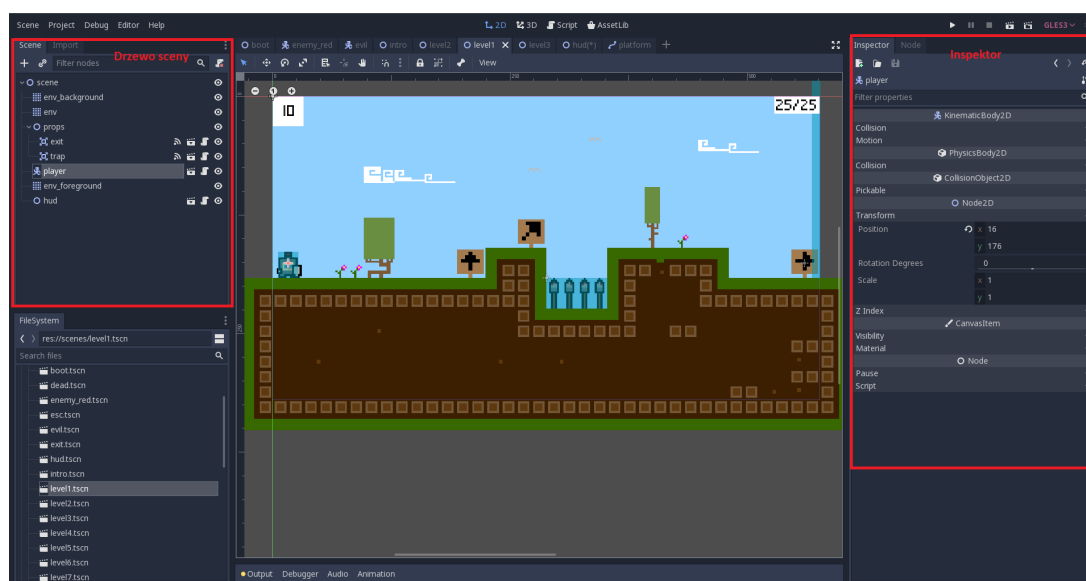 Scene Project Debug Editor Help
2D 3D Script AssetLib
GLES3
Scene Import
Drzewo sceny
Filter nodes
scene
env_background
env
props
exit
trap
player
env_foreground
hud
FileSystem
res://scenes/level1.tscn
Search files
boot.tscn
dead.tscn
enemy_red.tscn
esc.tscn
evil.tscn
exit.tscn
hud.tscn
intro.tscn
level1.tscn
level2.tscn
level3.tscn
level4.tscn
level5.tscn
level6.tscn
level7.tscn
boot enemy_red evil intro level2 level1 level3 hud(*) platform
View
10
25/25
Output Debugger Audio Animation
Inspector Node
Inspektor
player
Filter properties
KinematicBody2D
Collision
Motion
PhysicsBody2D
Collision
CollisionObject2D
Pickable
Node2D
Transform
Position x 16
y 176
Rotation Degrees 0
Scale x 1
y 1
Z Index
CanvasItem
Visibility
Material
Node
Pause
Script